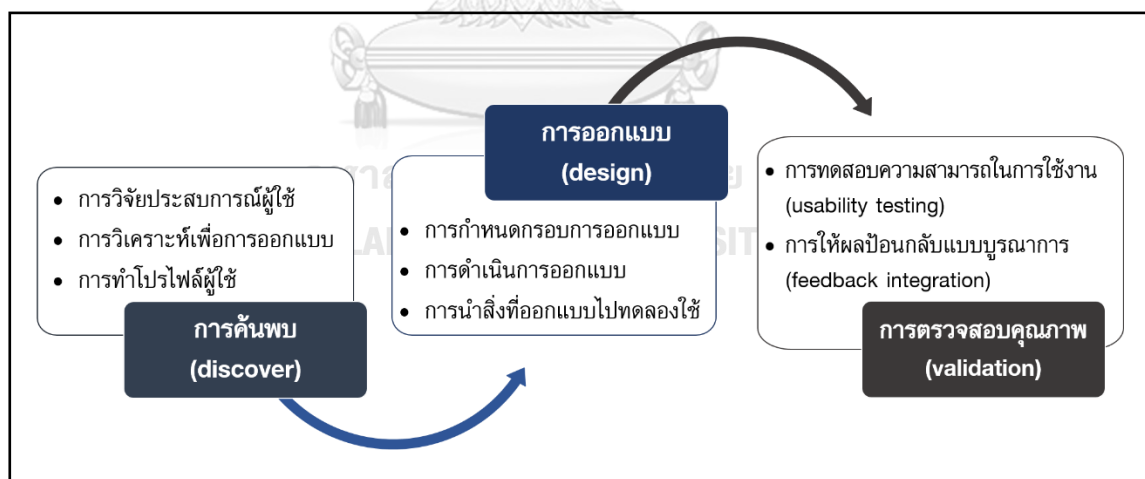 • การวิจัยประสบการณ์ผู้ใช้
• การวิเคราะห์เพื่อการออกแบบ
• การทำโปรไฟล์ผู้ใช้
การค้นพบ
(discover)
การออกแบบ
(design)
• การกำหนดกรอบการออกแบบ
• การดำเนินการออกแบบ
• การนำสิ่งที่ออกแบบไปทดลองใช้
• การทดสอบความสามารถในการใช้งาน
(usability testing)
• การให้ผลป้อนกลับแบบบูรณาการ
(feedback integration)
การตรวจสอบคุณภาพ
(validation)